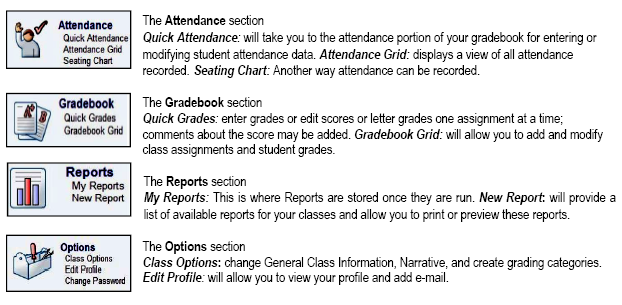 Attendance
Quick Attendance
Attendance Grid
Seating Chart
The Attendance section
Quick Attendance: will take you to the attendance portion of your gradebook for entering or
modifying student attendance data. Attendance Grid: displays a view of all attendance
recorded. Seating Chart: Another way attendance can be recorded.
A+
B
Gradebook
Quick Grades
Gradebook Grid
The Gradebook section
Quick Grades: enter grades or edit scores or letter grades one assignment at a time;
comments about the score may be added. Gradebook Grid: will allow you to add and modify
class assignments and student grades.
Reports
My Reports
New Report
The Reports section
My Reports: This is where Reports are stored once they are run. New Report: will provide a
list of available reports for your classes and allow you to print or preview these reports.
Options
Class Options
Edit Profile
Change Password
The Options section
Class Options: change General Class Information, Narrative, and create grading categories.
Edit Profile: will allow you to view your profile and add e-mail.